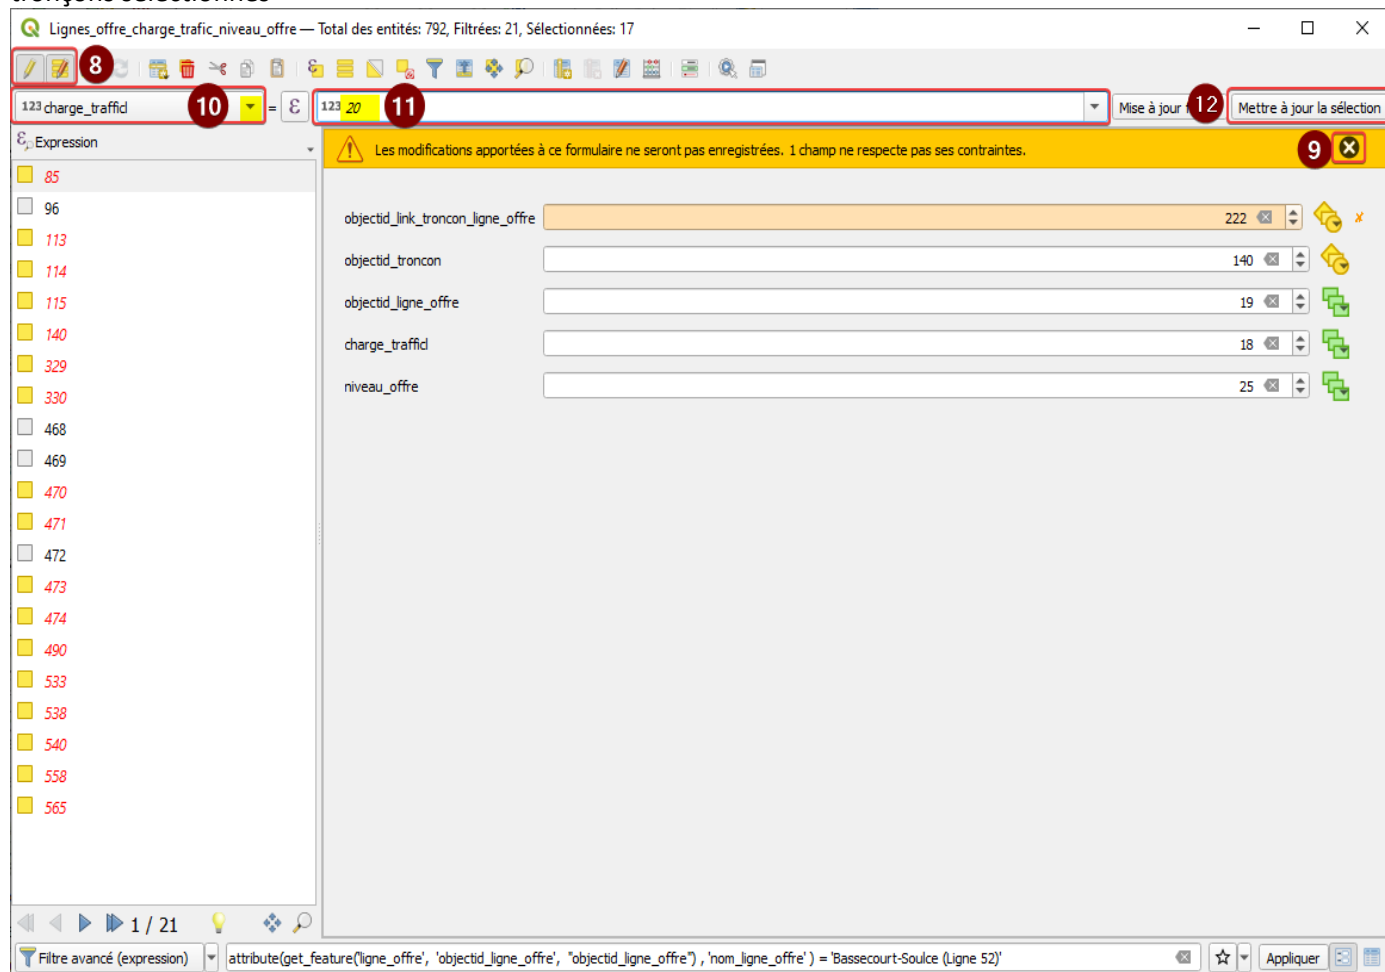 tronçons sélectionnés
Lignes_offre_charge_trafic_niveau_offre — Total des entités: 792, Filtrées: 21, Sélectionnées: 17
8
123 charge_trafficl 10 = ε 123 20 11 Mise à jour 12 Mettre à jour la sélection
Expression
Les modifications apportées à ce formulaire ne seront pas enregistrées. 1 champ ne respecte pas ses contraintes. 9
85
96
113
114
115
140
329
330
468
469
470
471
472
473
474
490
533
538
540
558
565
objectid_link_troncon_ligne_offre 222
objectid_troncon 140
objectid_ligne_offre 19
charge_trafficl 18
niveau_offre 25
1 / 21
Filtre avancé (expression) attribute(get_feature('ligne_offre', 'objectid_ligne_offre', "objectid_ligne_offre") , 'nom_ligne_offre' ) = 'Bassecourt-Soulce (Ligne 52)' Appliquer